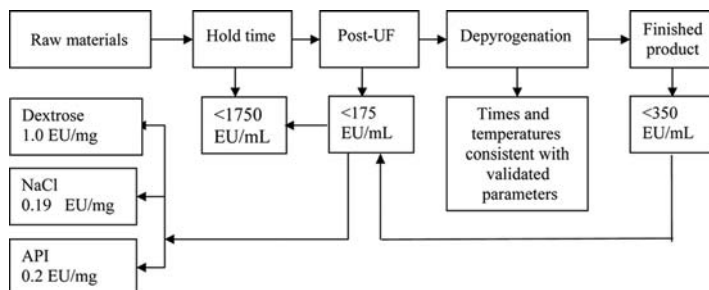 Raw materials
Hold time
Post-UF
Depyrogenation
Finished
product
Dextrose
1.0 EU/mg
<1750
EU/mL
<175
EU/mL
Times and
temperatures
consistent with
validated
parameters
<350
EU/mL
NaCl
0.19 EU/mg
API
0.2 EU/mg